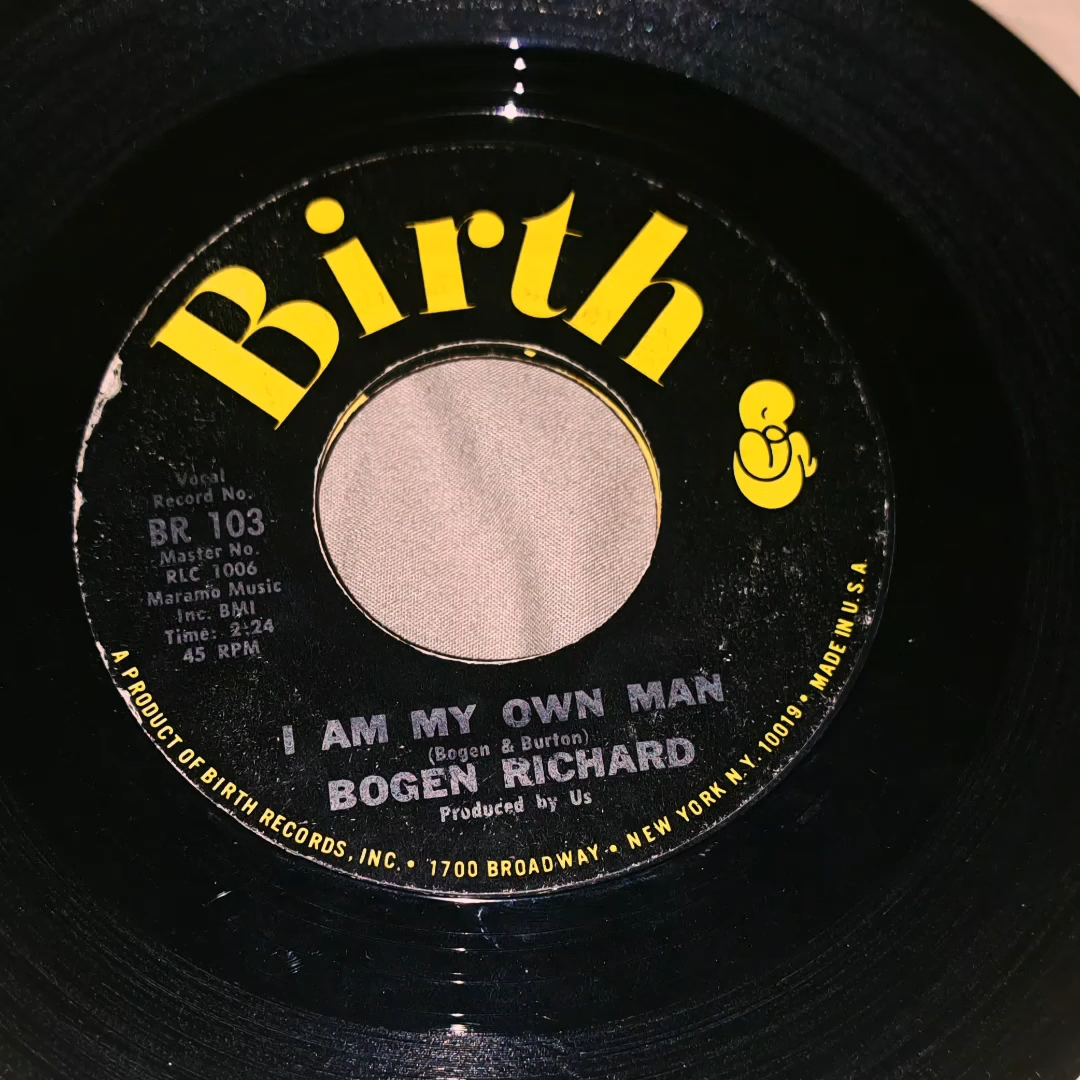 Birth
Vocal
Record No.
BR 103
Master No.
RLC 1006
Maramo Music
Inc. BMI
Time: 2:24
45 RPM
I AM MY OWN MAN
(Bogen & Burton)
BOGEN RICHARD
Produced by Us
A PRODUCT OF BIRTH RECORDS, INC. • 1700 BROADWAY • NEW YORK N.Y. 10019 • MADE IN U.S.A.